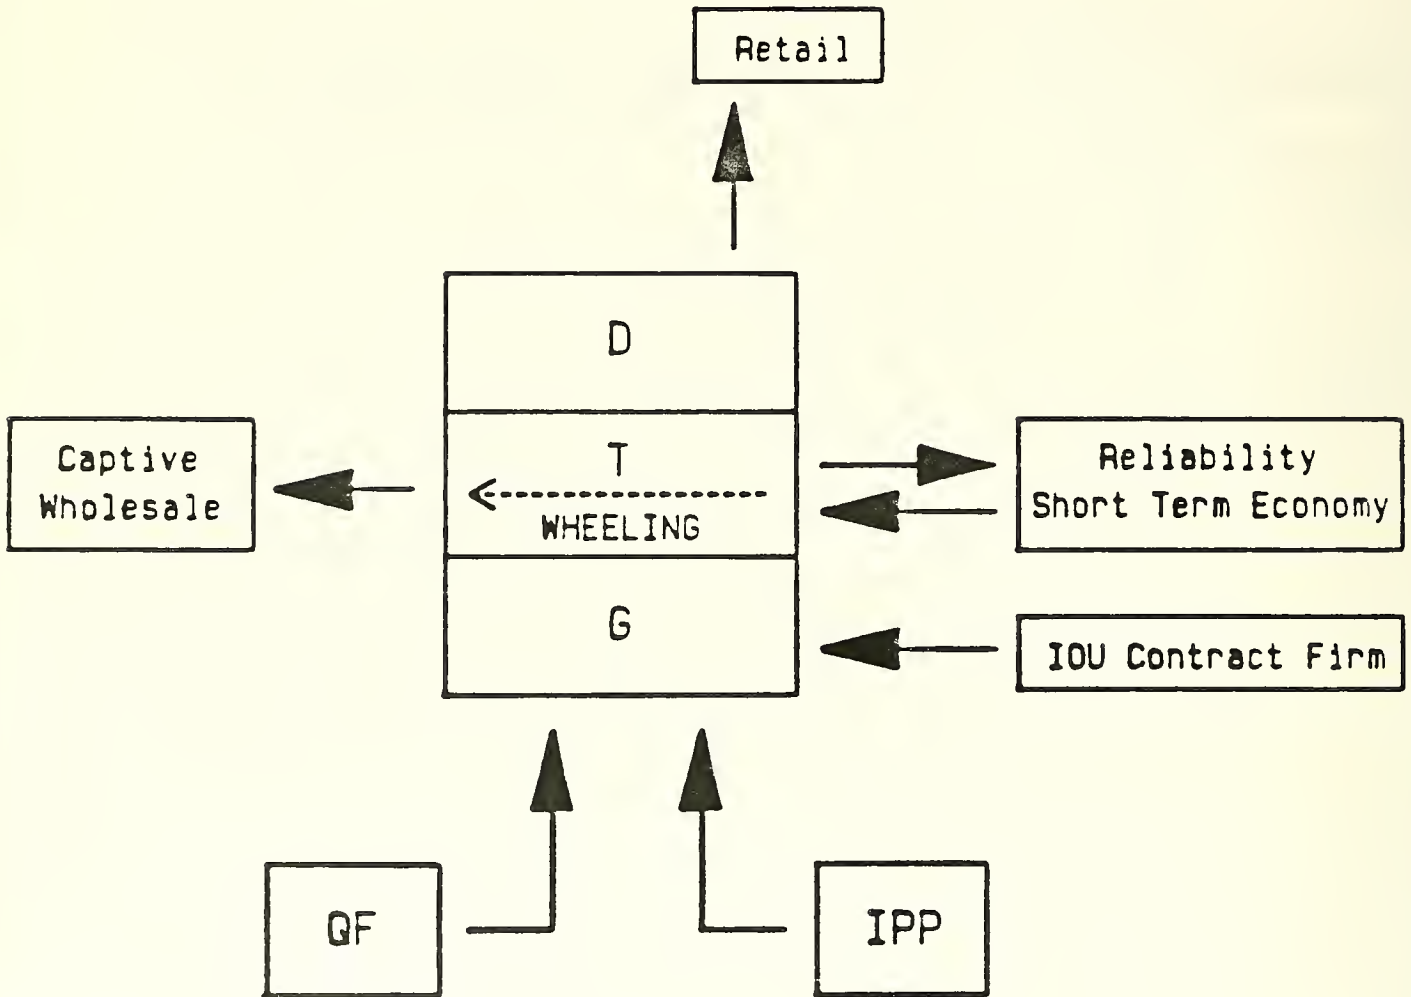 Retail
D
Captive
Wholesale
T
WHEELING
Reliability
Short Term Economy
G
IOU Contract Firm
QF
IPP